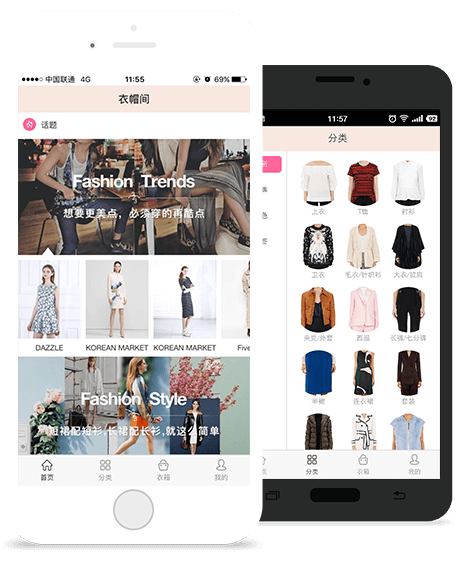 中国联通 4G 11:55 69%
衣帽间
话题
Fashion Trends
想要更美点，必须穿的再酷点
DAZZLE KOREAN MARKET KOREAN MARKET Five
Fashion Style
短裙配短衫,长裙配长衫,就这么简单
首页 分类 衣箱 我的
11:57 92
分类
上衣 T恤 衬衫
卫衣 毛衣/针织衫 大衣/披肩
夹克/外套 西服 长裤/七分裤
半裙 连衣裙 套装
分类 衣箱 我的